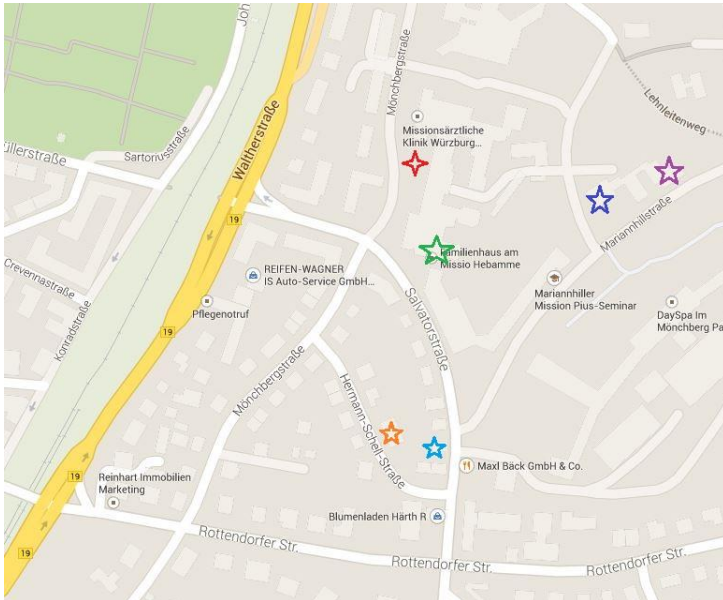 Joh
Mönchbergstraße
Lehnleitenweg
Missionsärztliche
Klinik Würzburg...
Waltherstraße
üllerstraße
Sartoriusstraße
19
Mariannhillstraße
Familienhaus am
Missio Hebamme
Crevennastraße
REIFEN-WAGNER
IS Auto-Service GmbH...
Salvatorstraße
Mariannhiller
Mission Pius-Seminar
DaySpa Im
Mönchberg Pa
Pflegenotruf
Konradstraße
19
Mönchbergstraße
Hermann-Schell-Straße
Maxl Bäck GmbH & Co.
19
Reinhart Immobilien
Marketing
Blumenladen Härth R
Rottendorfer Str.
Rottendorfer Str.
Rottendorfer Str.
19